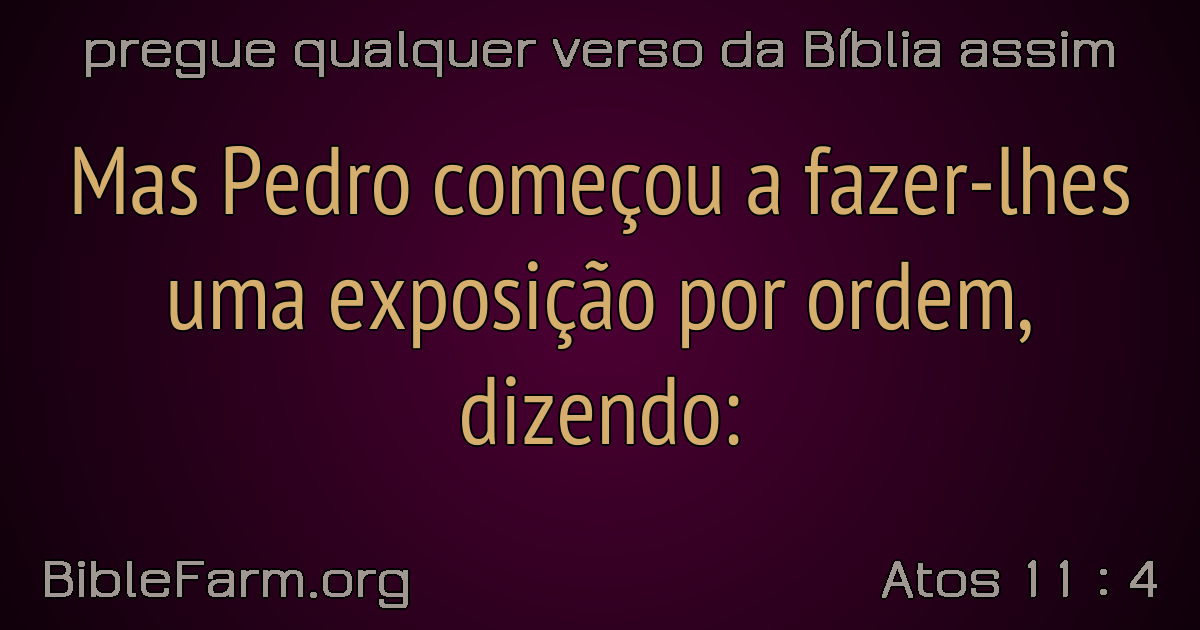 pregue qualquer verso da Bíblia assim
Mas Pedro começou a fazer-lhes
uma exposição por ordem,
dizendo:
BibleFarm.org
Atos 11 : 4